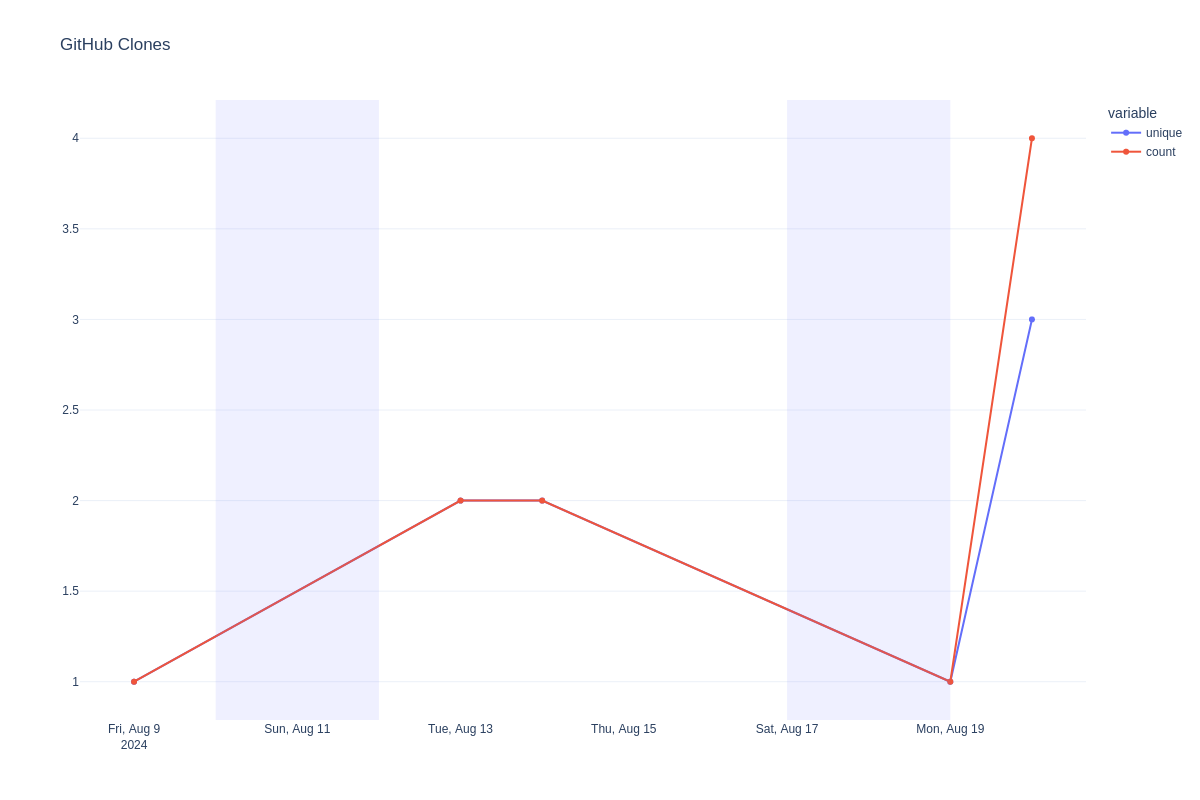 GitHub Clones
variable
unique
count
4
3.5
3
2.5
2
1.5
1
Fri, Aug 9
2024
Sun, Aug 11
Tue, Aug 13
Thu, Aug 15
Sat, Aug 17
Mon, Aug 19